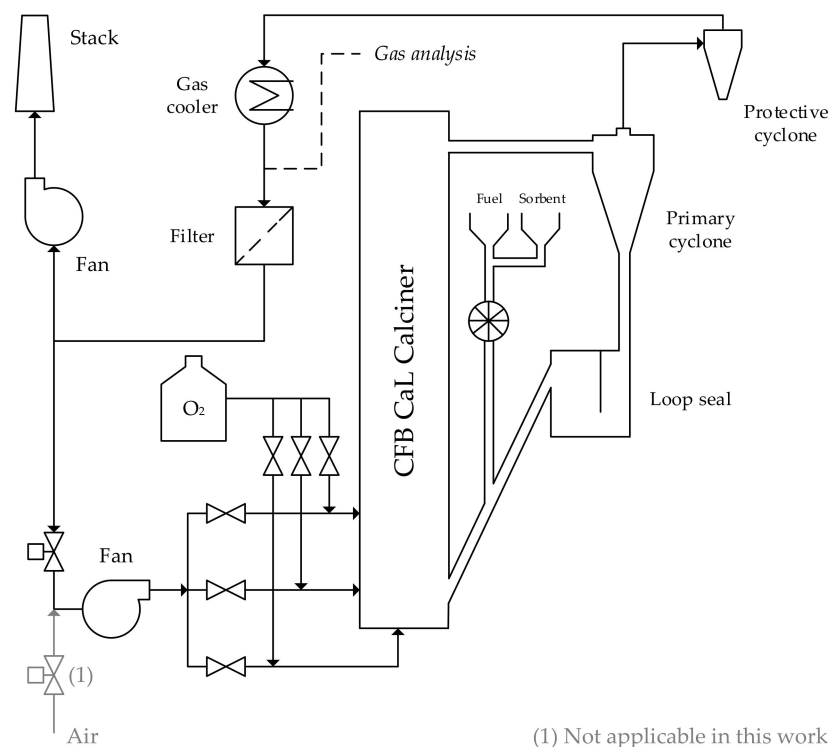 Stack
Gas analysis
Gas
cooler
Protective
cyclone
Fuel
Sorbent
Primary
cyclone
Filter
Fan
CFB CaL Calciner
O2
Loop seal
Fan
(1)
Air
(1) Not applicable in this work